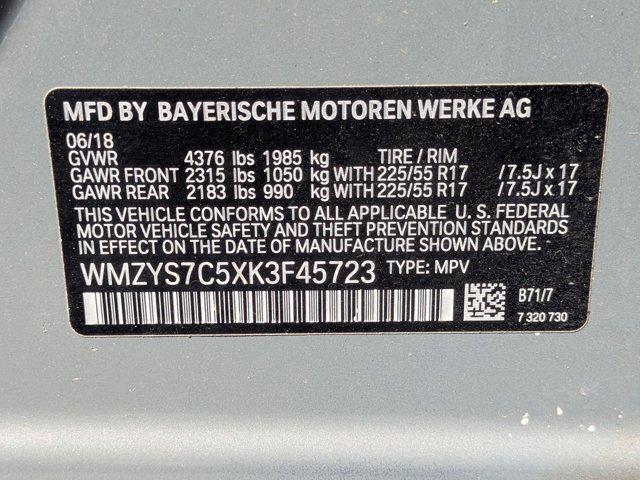 MFD BY BAYERISCHE MOTOREN WERKE AG
06/18
GVWR 4376 lbs 1985 kg TIRE / RIM
GAWR FRONT 2315 lbs 1050 kg WITH 225/55 R17 /7.5J x 17
GAWR REAR 2183 lbs 990 kg WITH 225/55 R17 /7.5J x 17
THIS VEHICLE CONFORMS TO ALL APPLICABLE U. S. FEDERAL
MOTOR VEHICLE SAFETY AND THEFT PREVENTION STANDARDS
IN EFFECT ON THE DATE OF MANUFACTURE SHOWN ABOVE.
WMZYS7C5XK3F45723 TYPE: MPV
B71/7
7 320 730